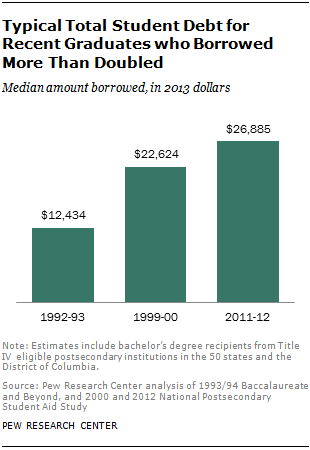 Typical Total Student Debt for
Recent Graduates who Borrowed
More Than Doubled
Median amount borrowed, in 2013 dollars
$26,885
$22,624
$12,434
1992-93 1999-00 2011-12
Note: Estimates include bachelor's degree recipients from Title
IV eligible postsecondary institutions in the 50 states and the
District of Columbia.
Source: Pew Research Center analysis of 1993/94 Baccalaureate
and Beyond, and 2000 and 2012 National Postsecondary
Student Aid Study
PEW RESEARCH CENTER